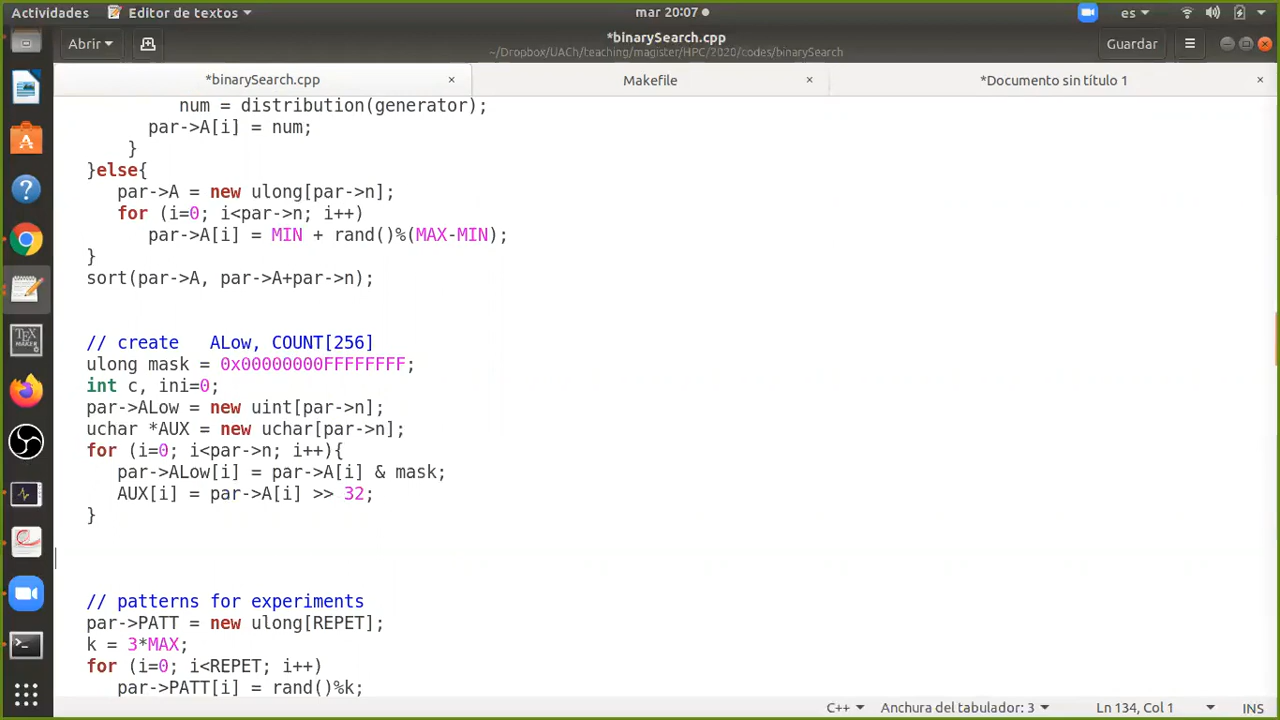 Actividades
Editor de textos
mar 20:07
es
Abrir
*binarySearch.cpp
~/Dropbox/UACh/teaching/magister/HPC/2020/codes/binarySearch
Guardar
*binarySearch.cpp
Makefile
*Documento sin título 1
num = distribution(generator);
par->A[i] = num;
}
}else{
par->A = new ulong[par->n];
for (i=0; i<par->n; i++)
par->A[i] = MIN + rand()%(MAX-MIN);
}
sort(par->A, par->A+par->n);
// create   ALow, COUNT[256]
ulong mask = 0x00000000FFFFFFFF;
int c, ini=0;
par->ALow = new uint[par->n];
uchar *AUX = new uchar[par->n];
for (i=0; i<par->n; i++){
par->ALow[i] = par->A[i] & mask;
AUX[i] = par->A[i] >> 32;
}
// patterns for experiments
par->PATT = new ulong[REPET];
k = 3*MAX;
for (i=0; i<REPET; i++)
par->PATT[i] = rand()%k;
C++
Anchura del tabulador: 3
Ln 134, Col 1
INS